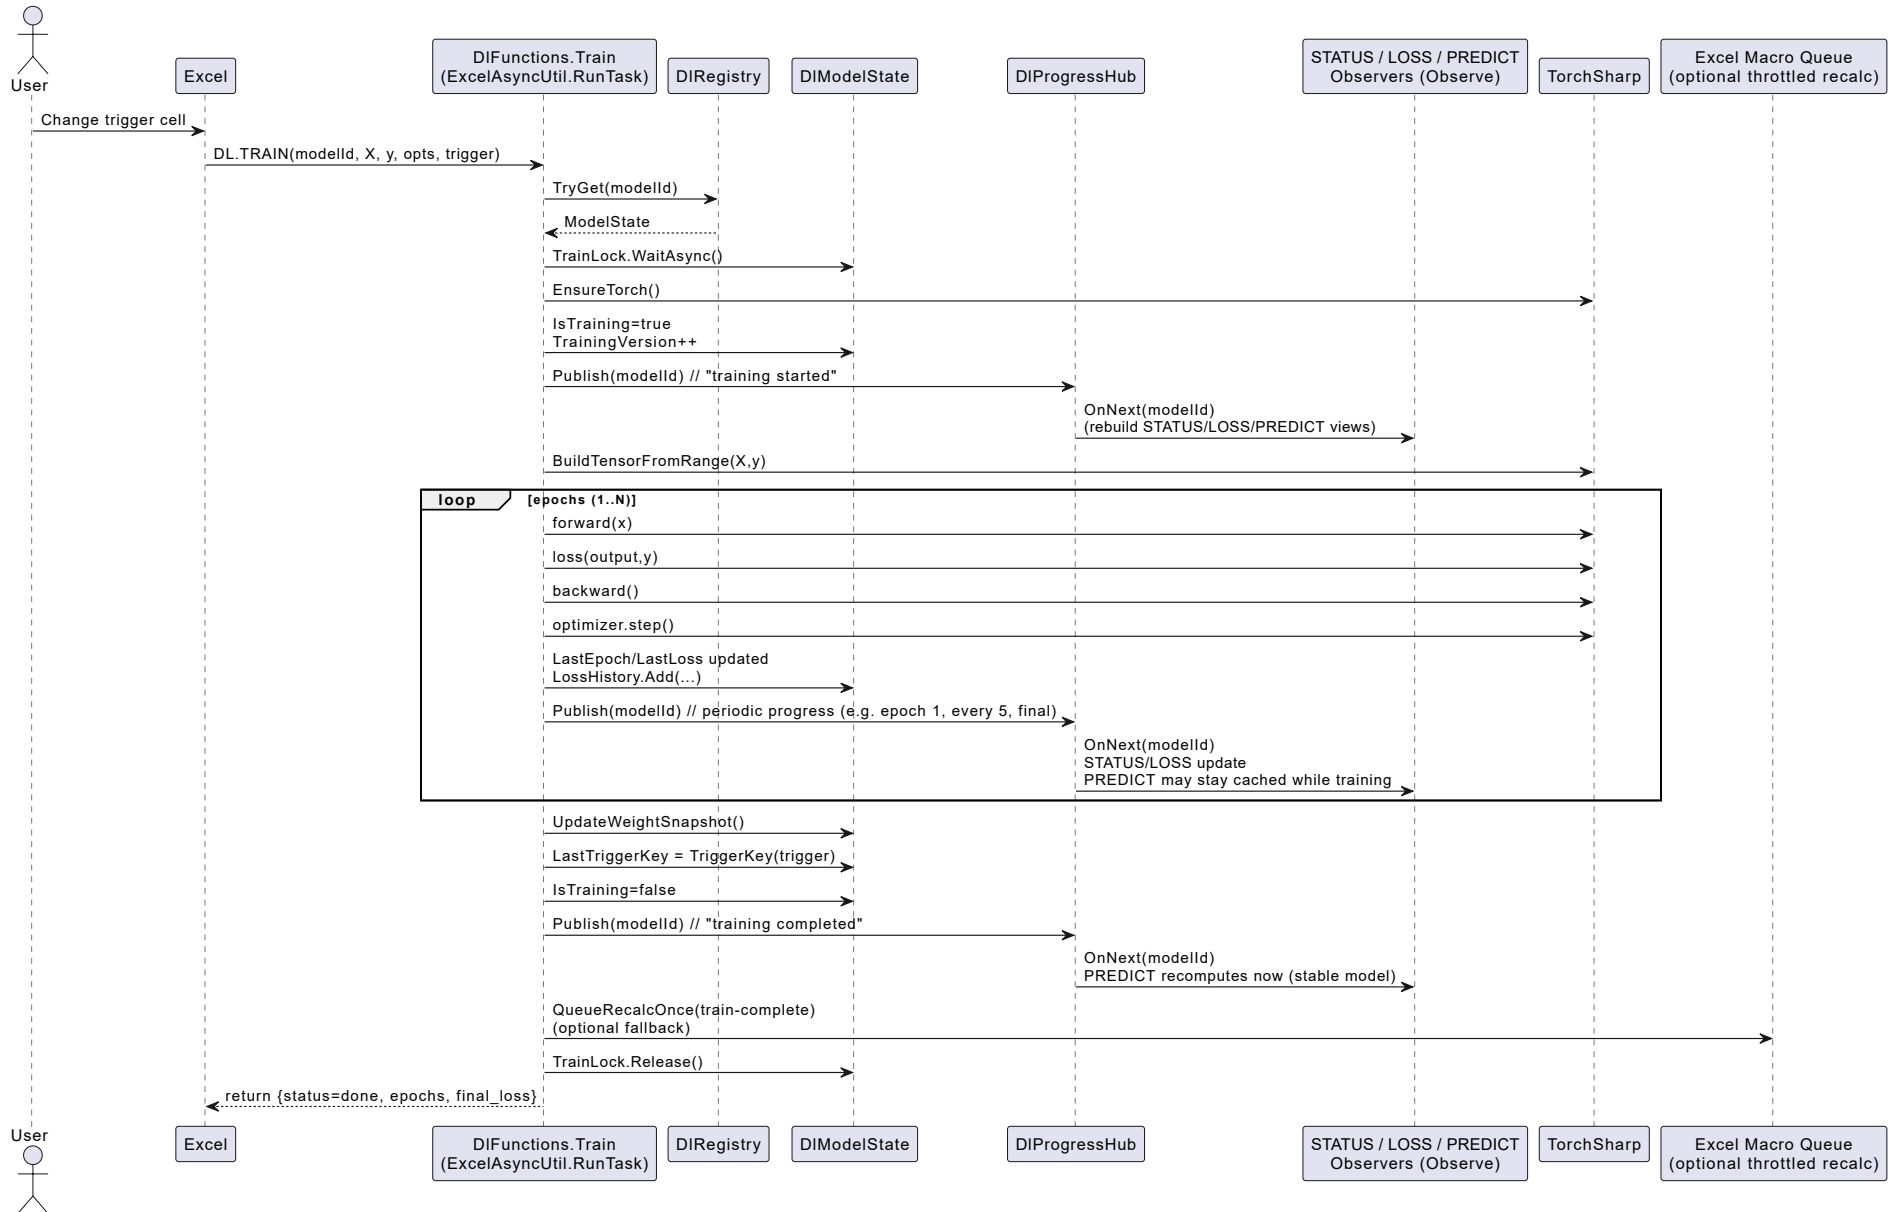 User
Excel
DlFunctions.Train
(ExcelAsyncUtil.RunTask)
DlRegistry
DlModelState
DlProgressHub
STATUS / LOSS / PREDICT
Observers (Observe)
TorchSharp
Excel Macro Queue
(optional throttled recalc)
Change trigger cell
DL.TRAIN(modelId, X, y, opts, trigger)
TryGet(modelId)
ModelState
TrainLock.WaitAsync()
EnsureTorch()
IsTraining=true
TrainingVersion++
Publish(modelId) // "training started"
OnNext(modelId)
(rebuild STATUS/LOSS/PREDICT views)
BuildTensorFromRange(X,y)
loop
[epochs (1..N)]
forward(x)
loss(output,y)
backward()
optimizer.step()
LastEpoch/LastLoss updated
LossHistory.Add(...)
Publish(modelId) // periodic progress (e.g. epoch 1, every 5, final)
OnNext(modelId)
STATUS/LOSS update
PREDICT may stay cached while training
UpdateWeightSnapshot()
LastTriggerKey = TriggerKey(trigger)
IsTraining=false
Publish(modelId) // "training completed"
OnNext(modelId)
PREDICT recomputes now (stable model)
QueueRecalcOnce(train-complete)
(optional fallback)
TrainLock.Release()
return {status=done, epochs, final_loss}
User
Excel
DlFunctions.Train
(ExcelAsyncUtil.RunTask)
DlRegistry
DlModelState
DlProgressHub
STATUS / LOSS / PREDICT
Observers (Observe)
TorchSharp
Excel Macro Queue
(optional throttled recalc)